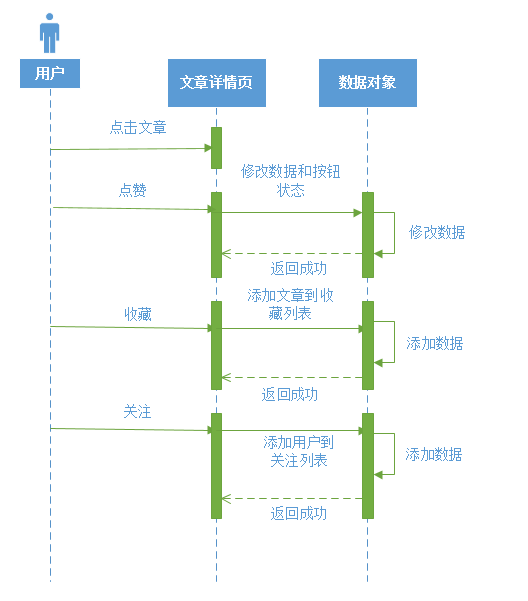 用户
文章详情页
数据对象
点击文章
点赞
修改数据和按钮
状态
修改数据
返回成功
收藏
添加文章到收
藏列表
添加数据
返回成功
关注
添加用户到
关注列表
添加数据
返回成功